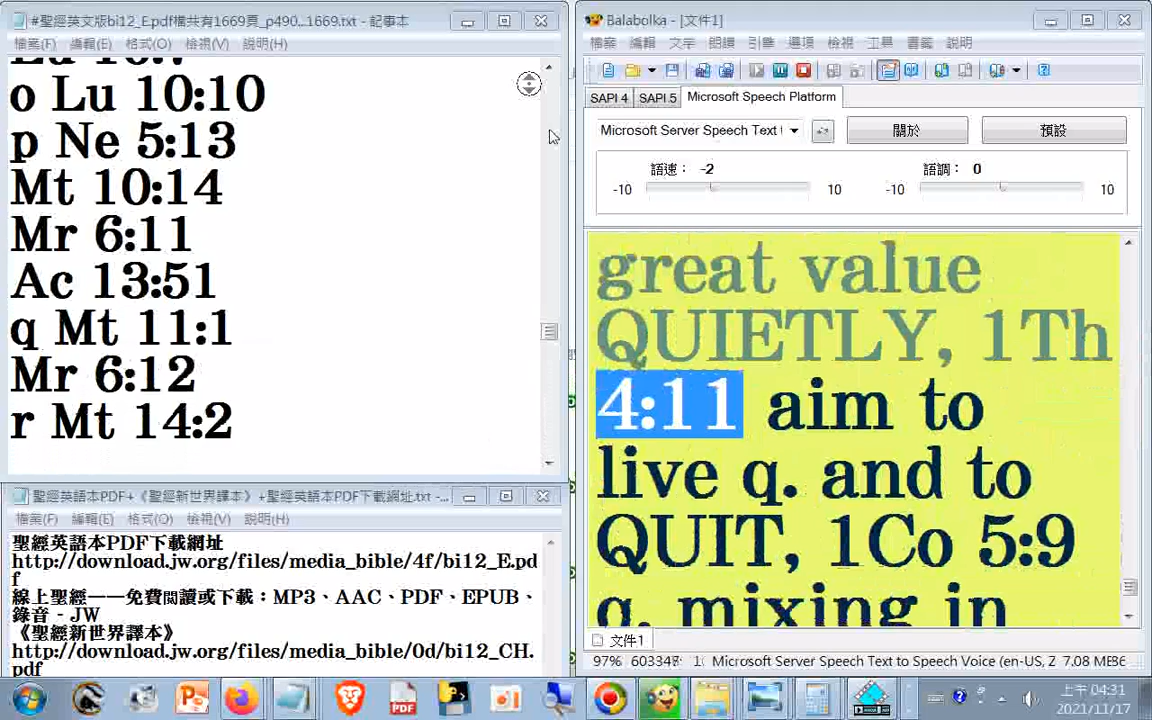 #聖經英文版bi12_E.pdf橫共有1669頁_p490...1669.txt - 記事本
檔案(F) 編輯(E) 格式(O) 檢視(V) 說明(H)
o Lu 10:10
p Ne 5:13
Mt 10:14
Mr 6:11
Ac 13:51
q Mt 11:1
Mr 6:12
r Mt 14:2
聖經英語本PDF+《聖經新世界譯本》+聖經英語本PDF下載網址.txt - ...
檔案(F) 編輯(E) 格式(O) 檢視(V) 說明(H)
聖經英語本PDF下載網址
http://download.jw.org/files/media_bible/4f/bi12_E.pd
f
線上聖經——免費閱讀或下載：MP3、AAC、PDF、EPUB、
錄音 - JW
《聖經新世界譯本》
http://download.jw.org/files/media_bible/0d/bi12_CH.
pdf
Balabolka - [文件1]
檔案 編輯 文字 朗讀 引擎 選項 檢視 工具 書籤 說明
SAPI 4 SAPI 5 Microsoft Speech Platform
Microsoft Server Speech Text 關於 預設
語速： -2 語調： 0
-10 10 -10 10
great value
QUIETLY, 1Th
4:11 aim to
live q. and to
QUIT, 1Co 5:9
q. mixing in
文件1
97% Microsoft Server Speech Text to Speech Voice (en-US, Z 7.08 MB
上午 04:31
2021/11/17